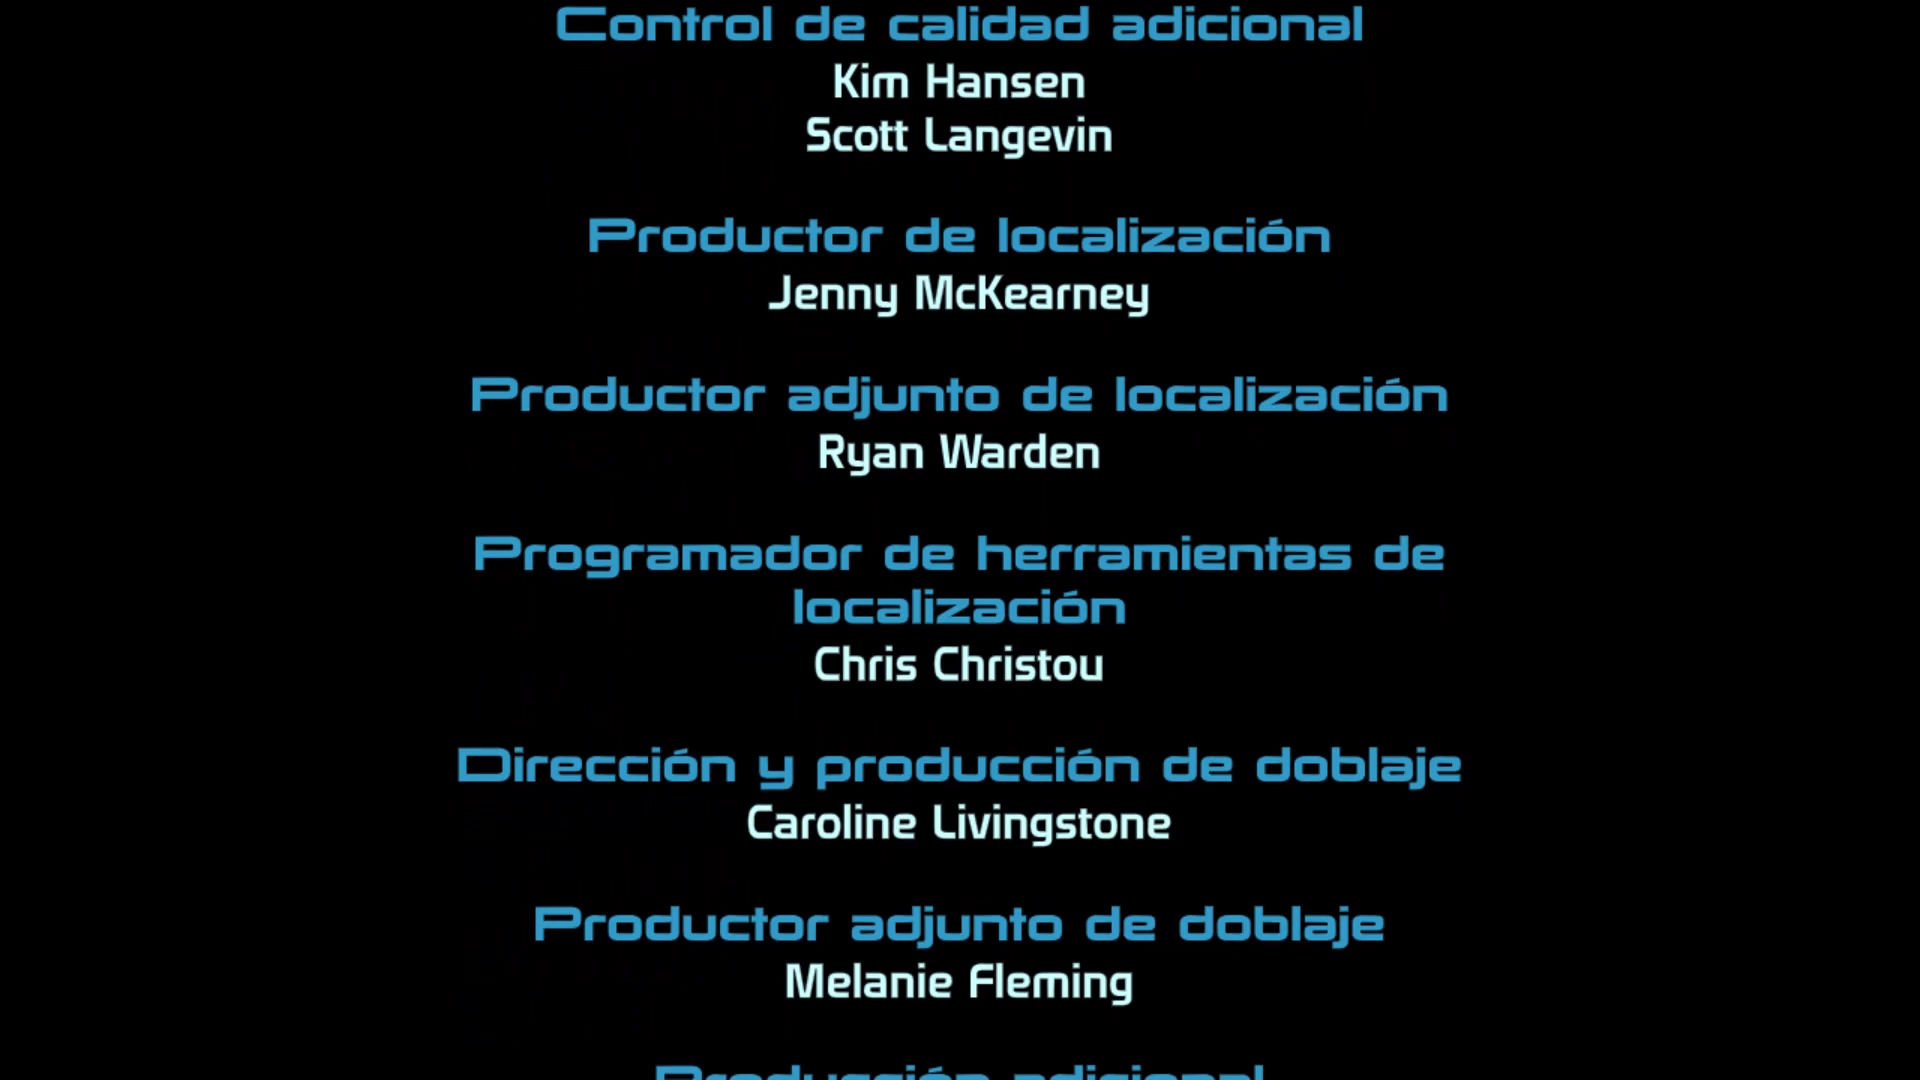 Control de calidad adicional
Kim Hansen
Scott Langevin
Productor de localización
Jenny McKearney
Productor adjunto de localización
Ryan Warden
Programador de herramientas de
localización
Chris Christou
Dirección y producción de doblaje
Caroline Livingstone
Productor adjunto de doblaje
Melanie Fleming
Producción adicional